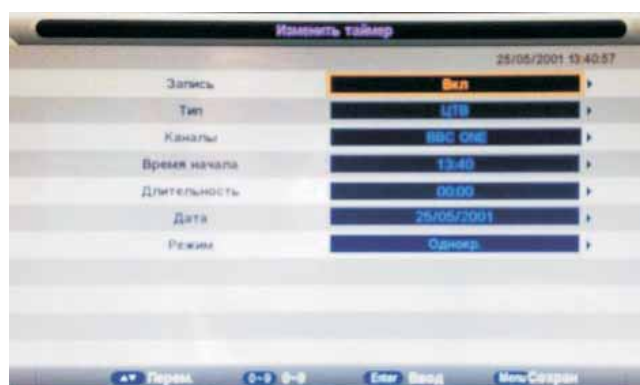 Изменить таймер
25/05/2001 13:40:57
Запись Вкл
Тип ЦТВ
Каналы BBC ONE
Время начала 13:40
Длительность 00:00
Дата 25/05/2001
Режим Однокр.
▲▼ Перем. 0~9 0~9 Enter Ввод Menu Сохран